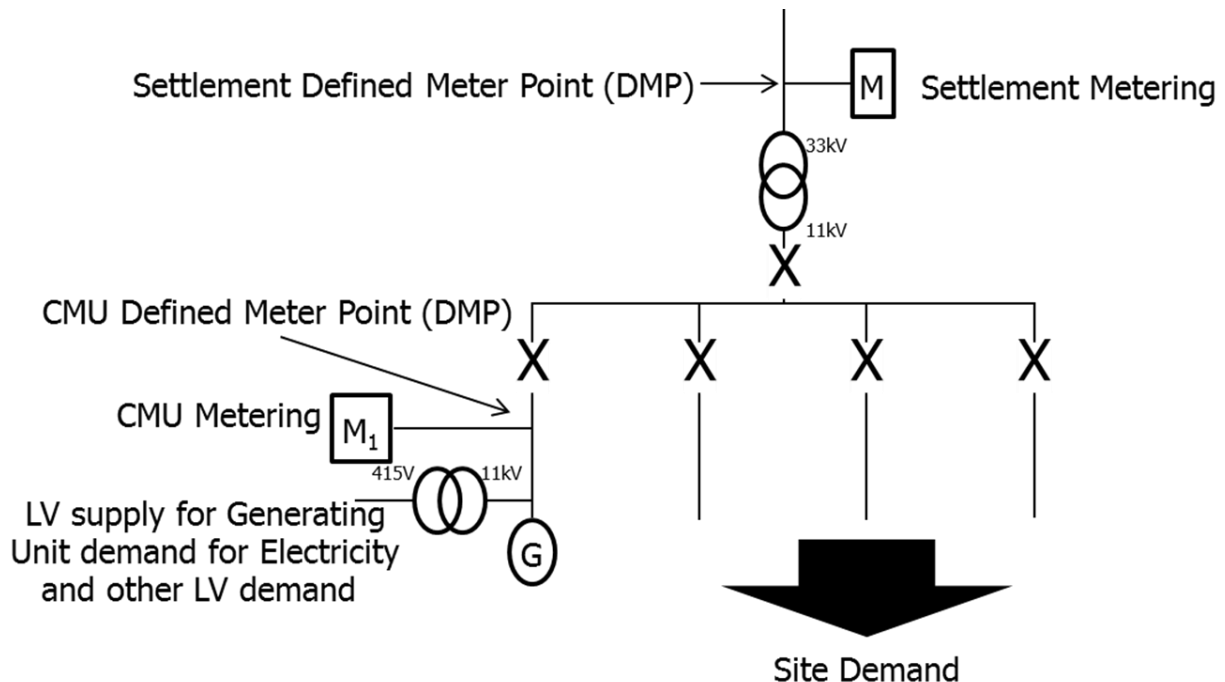 Settlement Defined Meter Point (DMP)
M
Settlement Metering
33kV
11kV
X
CMU Defined Meter Point (DMP)
X X X X
CMU Metering
M₁
415V
11kV
LV supply for Generating
Unit demand for Electricity
and other LV demand
G
Site Demand